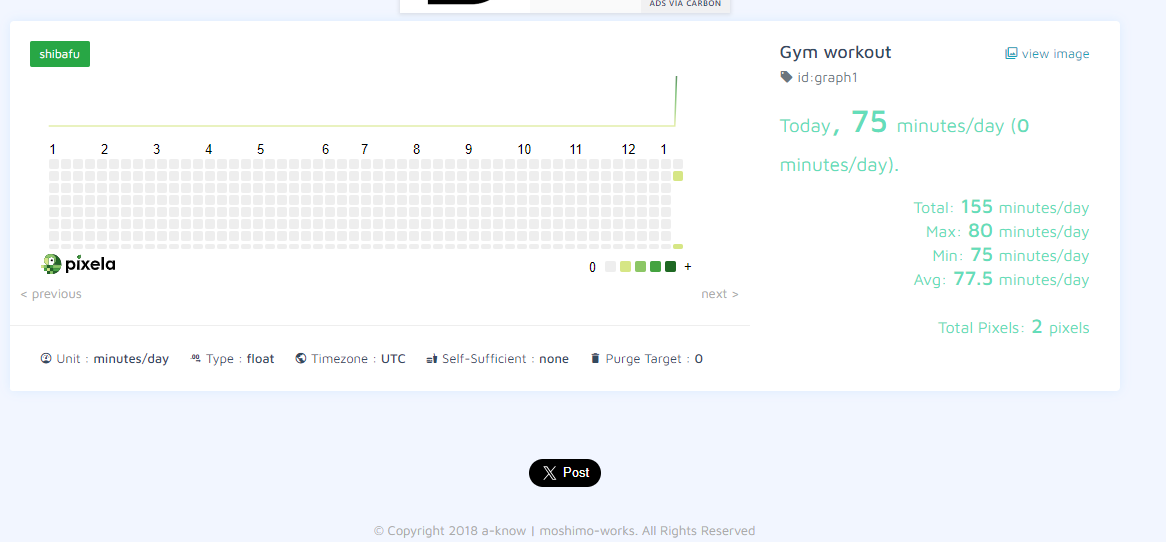 ADS VIA CARBON
shibafu
1 2 3 4 5 6 7 8 9 10 11 12 1
pixela
0 +
< previous next >
Unit : minutes/day .00 Type : float Timezone : UTC Self-Sufficient : none Purge Target : 0
Gym workout
view image
id:graph1
Today, 75 minutes/day (0
minutes/day).
Total: 155 minutes/day
Max: 80 minutes/day
Min: 75 minutes/day
Avg: 77.5 minutes/day
Total Pixels: 2 pixels
X Post
© Copyright 2018 a-know | moshimo-works. All Rights Reserved